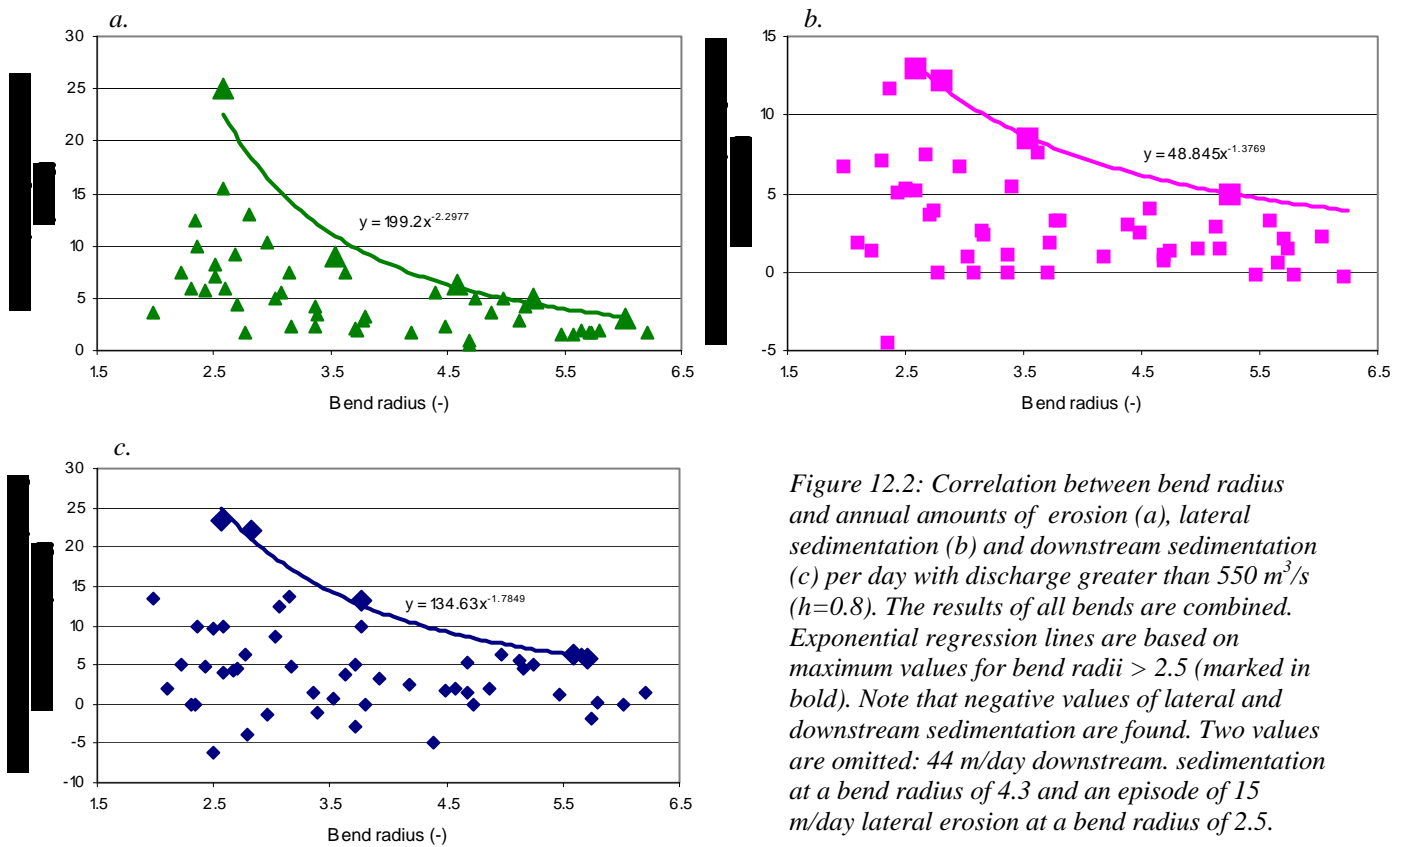 a.
30
25
20
15
10
5
0
y = 199.2x^-2.2977
1.5 2.5 3.5 4.5 5.5 6.5
Bend radius (-)
b.
15
10
5
0
-5
y = 48.845x^-1.3769
1.5 2.5 3.5 4.5 5.5 6.5
Bend radius (-)
c.
30
25
20
15
10
5
0
-5
-10
y = 134.63x^-1.7849
1.5 2.5 3.5 4.5 5.5 6.5
Bend radius (-)
Figure 12.2: Correlation between bend radius
and annual amounts of erosion (a), lateral
sedimentation (b) and downstream sedimentation
(c) per day with discharge greater than 550 m³/s
(h=0.8). The results of all bends are combined.
Exponential regression lines are based on
maximum values for bend radii > 2.5 (marked in
bold). Note that negative values of lateral and
downstream sedimentation are found. Two values
are omitted: 44 m/day downstream. sedimentation
at a bend radius of 4.3 and an episode of 15
m/day lateral erosion at a bend radius of 2.5.